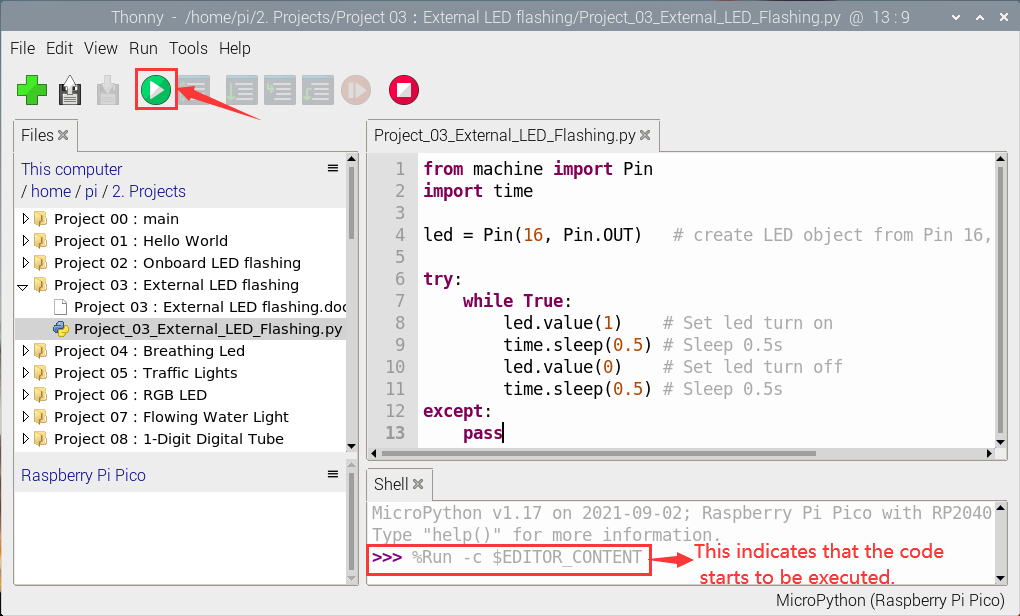 Thonny - /home/pi/2. Projects/Project 03 : External LED flashing/Project_03_External_LED_Flashing.py @ 13 : 9
File Edit View Run Tools Help
Files
This computer
/ home / pi / 2. Projects
Project 00 : main
Project 01 : Hello World
Project 02 : Onboard LED flashing
Project 03 : External LED flashing
Project 03 : External LED flashing.doc
Project_03_External_LED_Flashing.py
Project 04 : Breathing Led
Project 05 : Traffic Lights
Project 06 : RGB LED
Project 07 : Flowing Water Light
Project 08 : 1-Digit Digital Tube
Raspberry Pi Pico
Project_03_External_LED_Flashing.py
1 from machine import Pin
2 import time
3
4 led = Pin(16, Pin.OUT)   # create LED object from Pin 16,
5
6 try:
7     while True:
8         led.value(1)    # Set led turn on
9         time.sleep(0.5) # Sleep 0.5s
10         led.value(0)    # Set led turn off
11         time.sleep(0.5) # Sleep 0.5s
12 except:
13     pass
Shell
MicroPython v1.17 on 2021-09-02; Raspberry Pi Pico with RP2040
Type "help()" for more information.
>>> %Run -c $EDITOR_CONTENT
This indicates that the code
starts to be executed.
MicroPython (Raspberry Pi Pico)